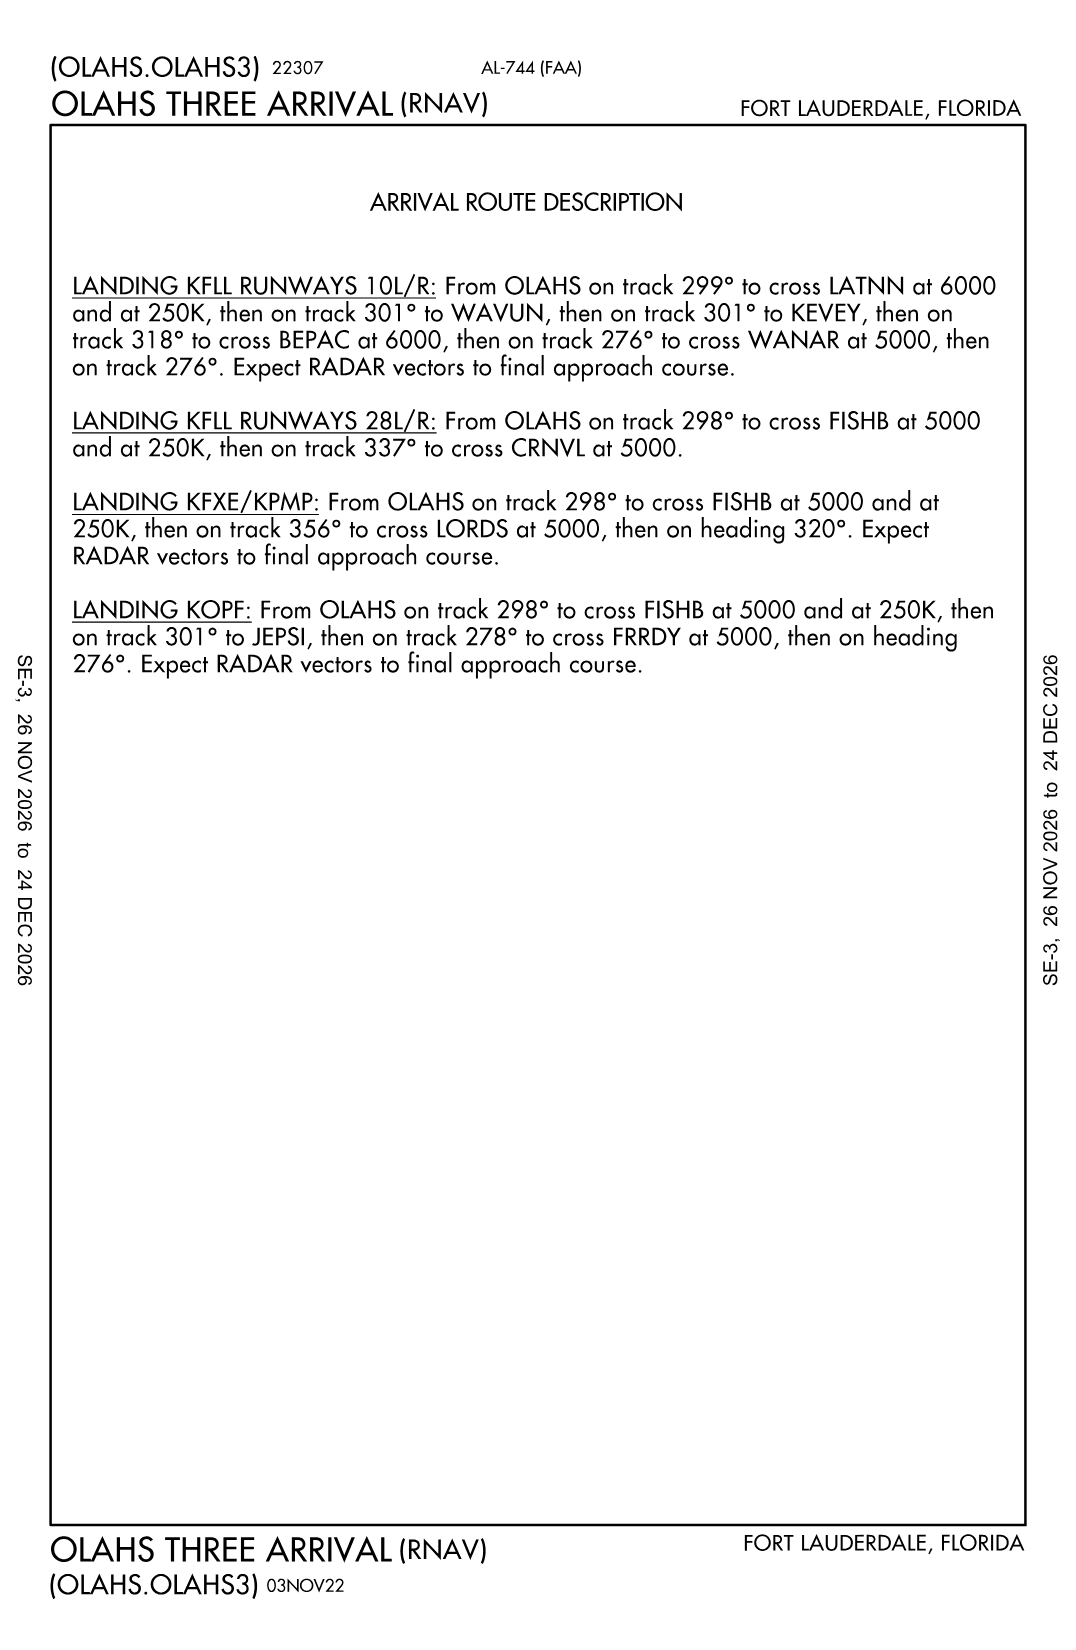 (OLAHS.OLAHS3) 22307 AL-744 (FAA)
OLAHS THREE ARRIVAL (RNAV) FORT LAUDERDALE, FLORIDA
ARRIVAL ROUTE DESCRIPTION
LANDING KFLL RUNWAYS 10L/R: From OLAHS on track 299° to cross LATNN at 6000
and at 250K, then on track 301° to WAVUN, then on track 301° to KEVEY, then on
track 318° to cross BEPAC at 6000, then on track 276° to cross WANAR at 5000, then
on track 276°. Expect RADAR vectors to final approach course.
LANDING KFLL RUNWAYS 28L/R: From OLAHS on track 298° to cross FISHB at 5000
and at 250K, then on track 337° to cross CRNVL at 5000.
LANDING KFXE/KPMP: From OLAHS on track 298° to cross FISHB at 5000 and at
250K, then on track 356° to cross LORDS at 5000, then on heading 320°. Expect
RADAR vectors to final approach course.
LANDING KOPF: From OLAHS on track 298° to cross FISHB at 5000 and at 250K, then
on track 301° to JEPSI, then on track 278° to cross FRRDY at 5000, then on heading
276°. Expect RADAR vectors to final approach course.
SE-3, 26 NOV 2026 to 24 DEC 2026
SE-3, 26 NOV 2026 to 24 DEC 2026
OLAHS THREE ARRIVAL (RNAV) FORT LAUDERDALE, FLORIDA
(OLAHS.OLAHS3) 03NOV22